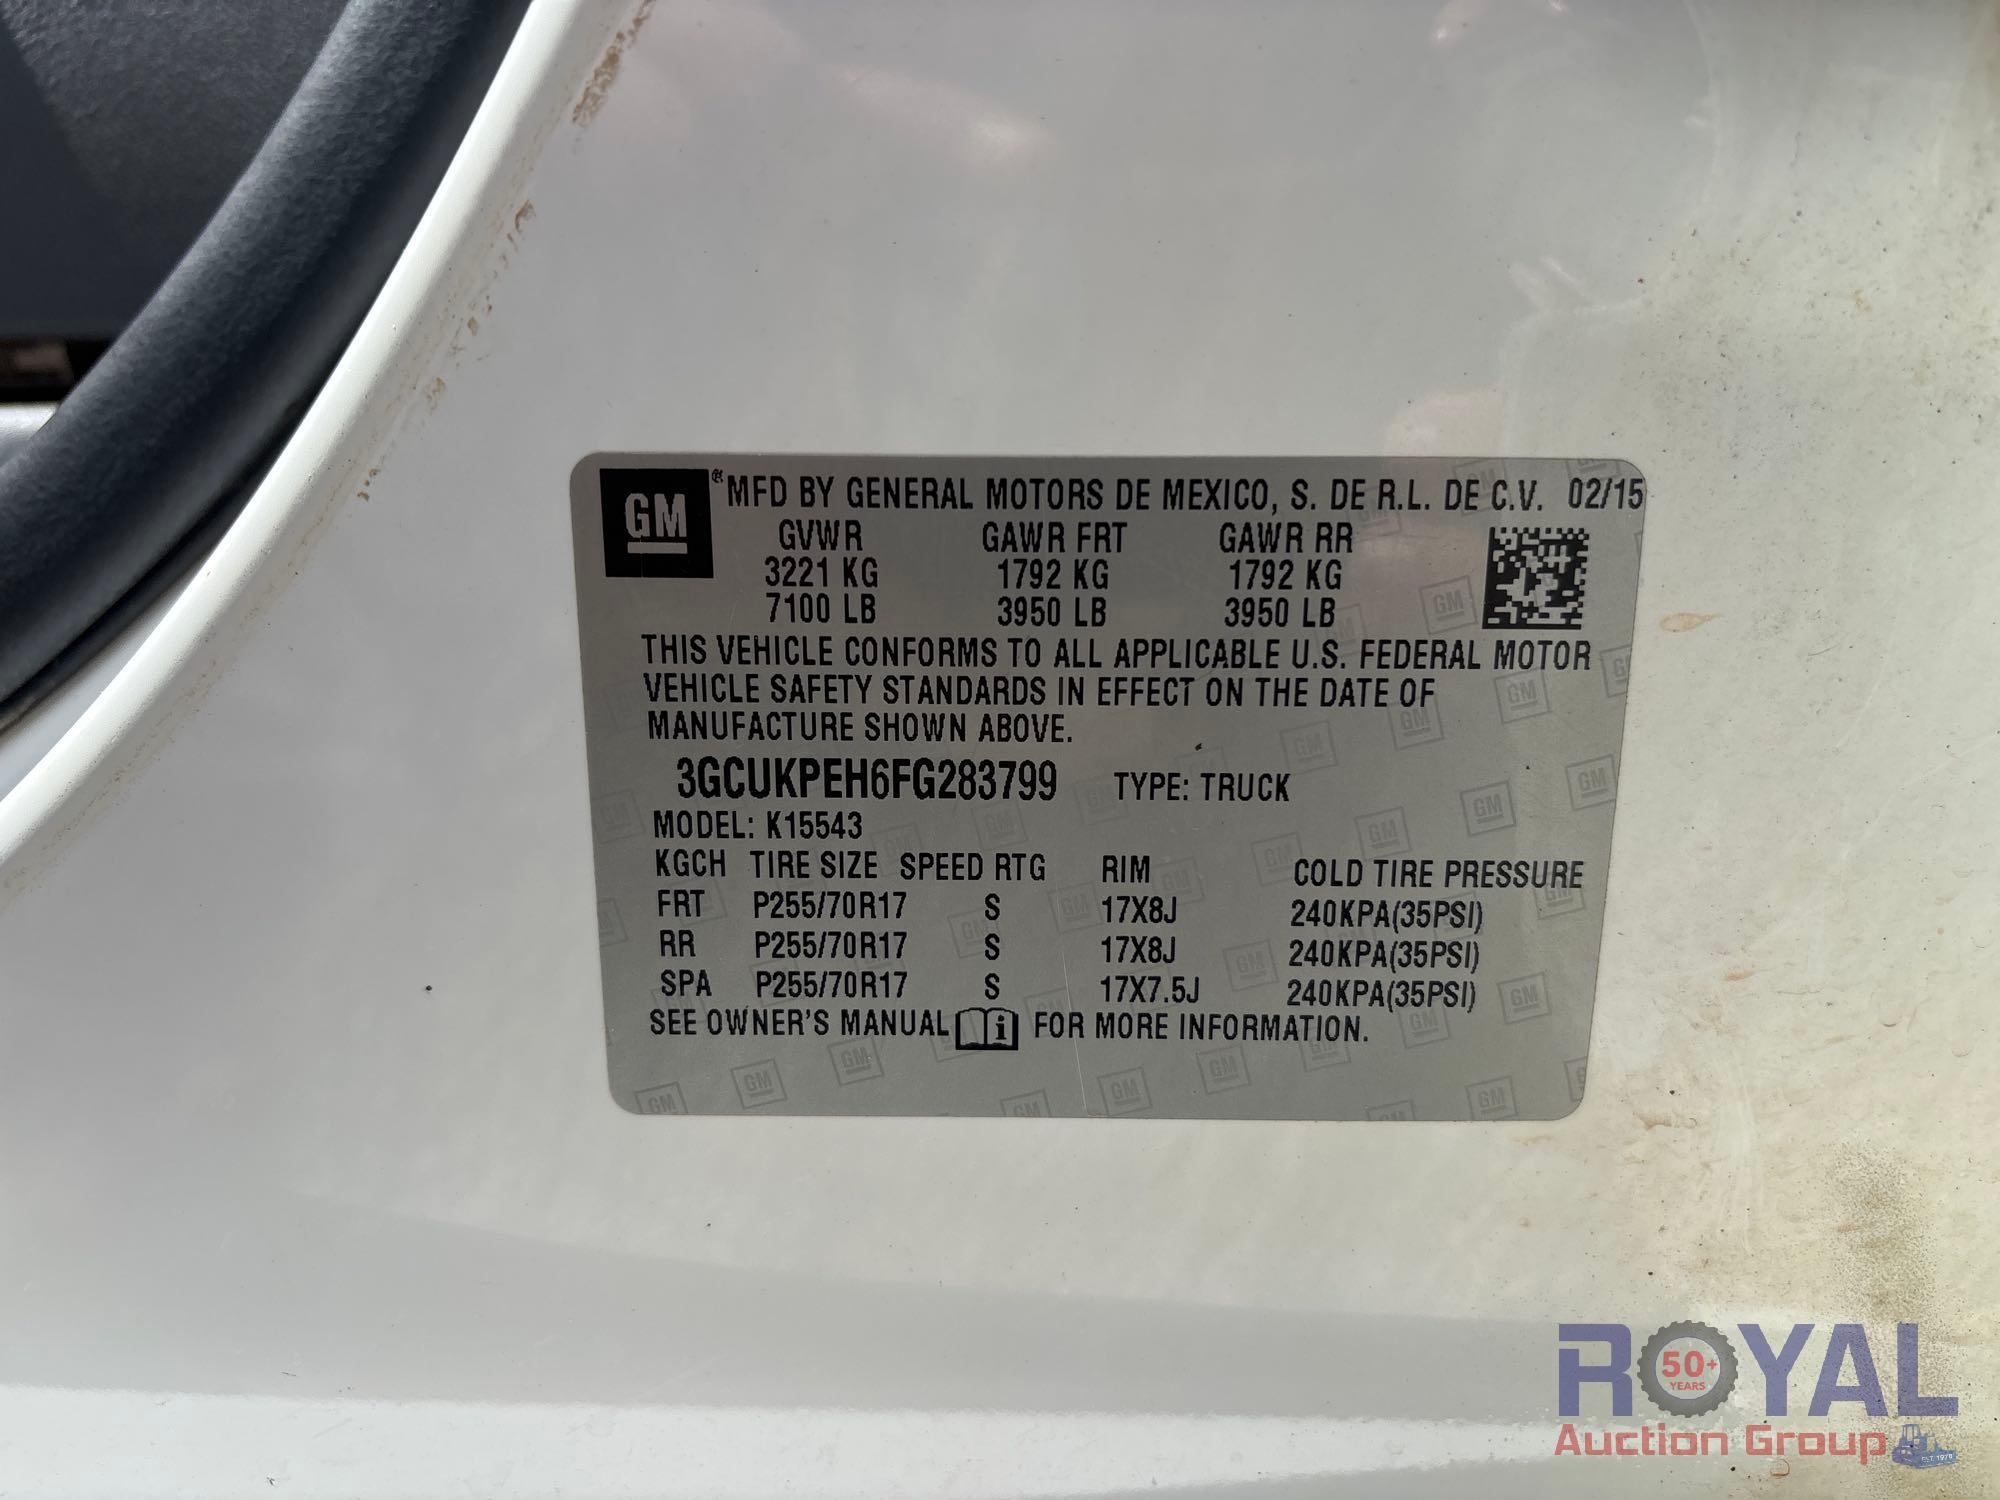 GM ® MFD BY GENERAL MOTORS DE MEXICO, S. DE R.L. DE C.V. 02/15
GVWR GAWR FRT GAWR RR
3221 KG 1792 KG 1792 KG
7100 LB 3950 LB 3950 LB
THIS VEHICLE CONFORMS TO ALL APPLICABLE U.S. FEDERAL MOTOR
VEHICLE SAFETY STANDARDS IN EFFECT ON THE DATE OF
MANUFACTURE SHOWN ABOVE.
3GCUKPEH6FG283799 TYPE: TRUCK
MODEL: K15543
KGCH TIRE SIZE SPEED RTG RIM COLD TIRE PRESSURE
FRT P255/70R17 S 17X8J 240KPA(35PSI)
RR P255/70R17 S 17X8J 240KPA(35PSI)
SPA P255/70R17 S 17X7.5J 240KPA(35PSI)
SEE OWNER'S MANUAL i FOR MORE INFORMATION.
ROYAL
50+
YEARS
Auction Group
EST. 1970